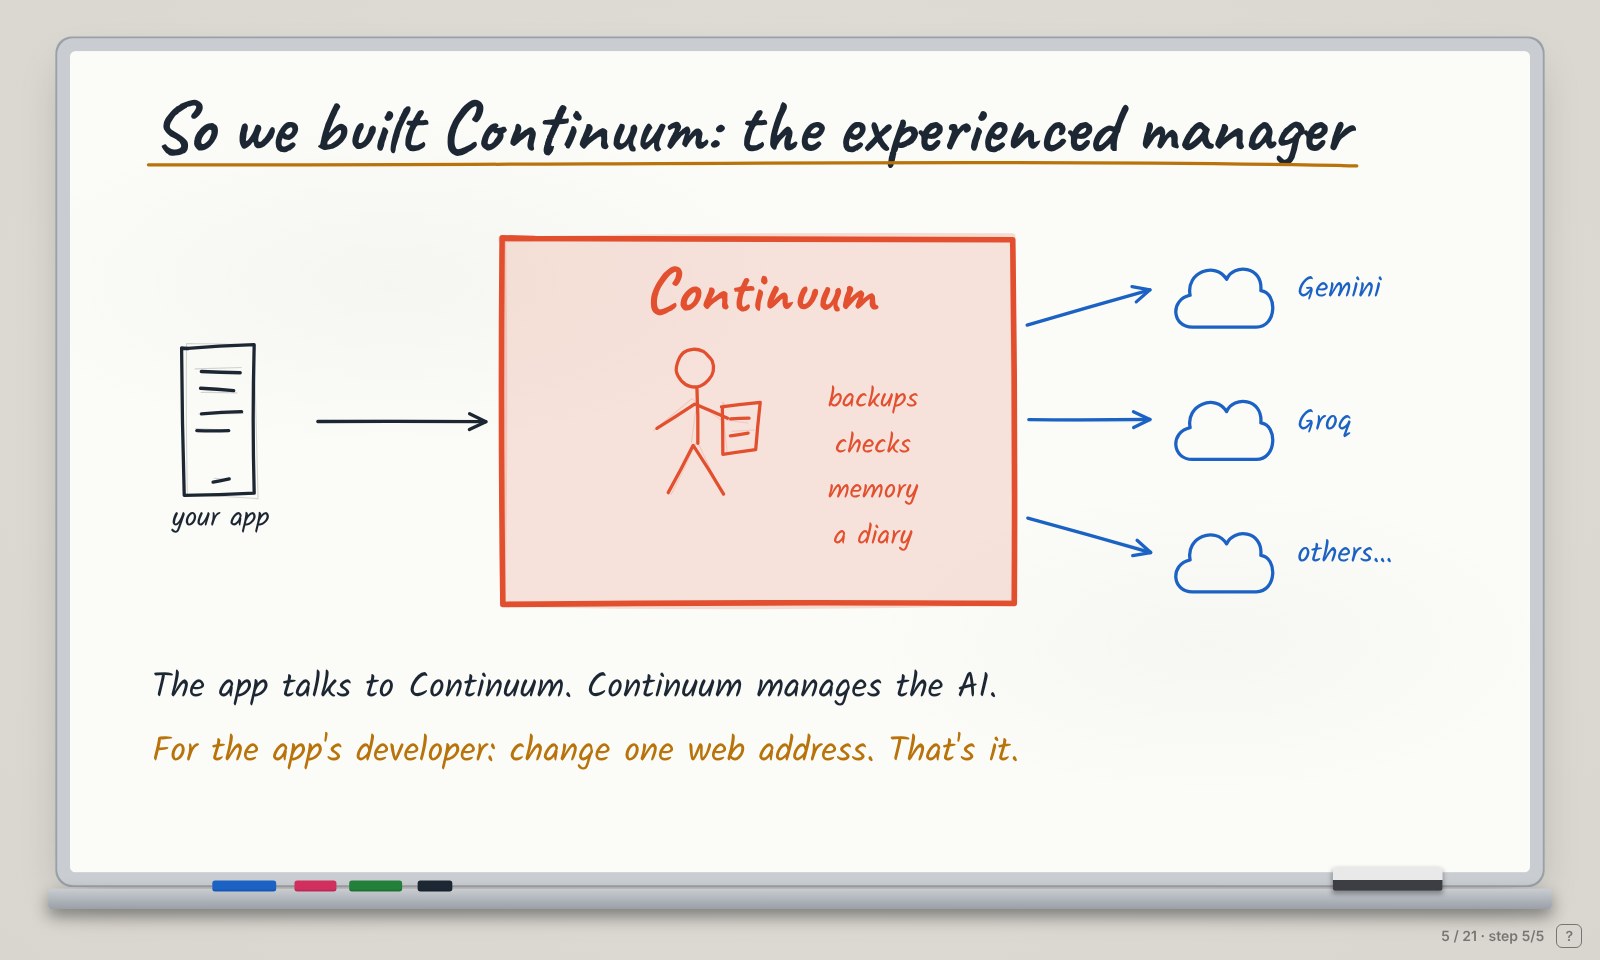 So we built Continuum: the experienced manager
Continuum
backups
checks
memory
a diary
your app
Gemini
Groq
others...
The app talks to Continuum. Continuum manages the AI.
For the app's developer: change one web address. That's it.
5 / 21 · step 5/5
?